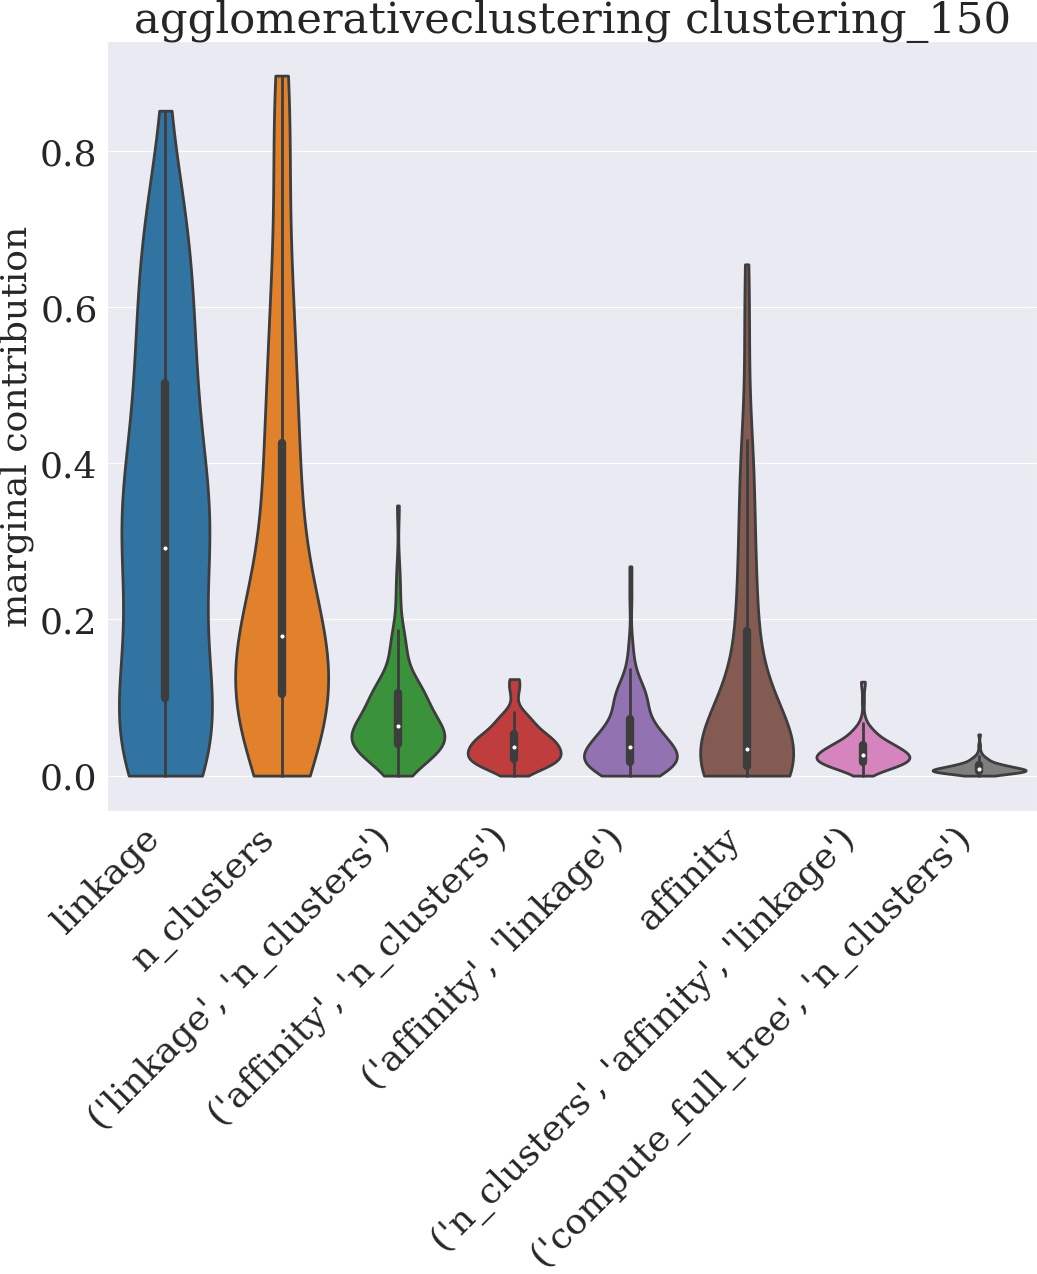 agglomerativeclustering clustering_150
marginal contribution
0.8
0.6
0.4
0.2
0.0
linkage
n_clusters
('linkage', 'n_clusters')
('affinity', 'n_clusters')
('affinity', 'linkage')
affinity
('n_clusters', 'affinity', 'linkage')
('compute_full_tree', 'n_clusters')